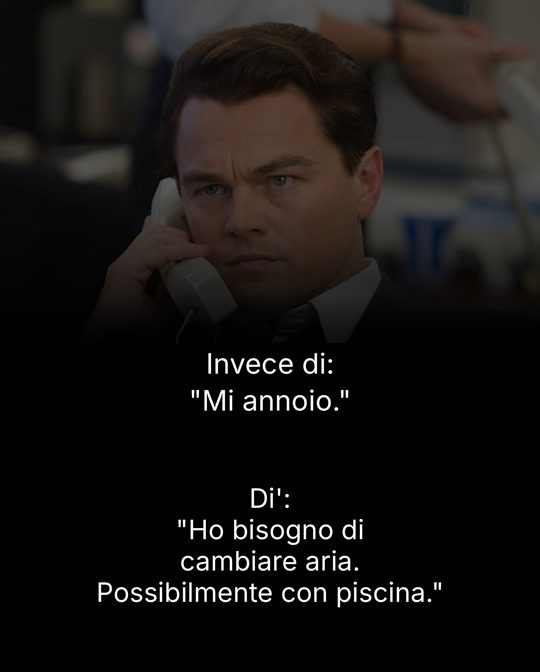 Invece di:
"Mi annoio."
Di':
"Ho bisogno di
cambiare aria.
Possibilmente con piscina."